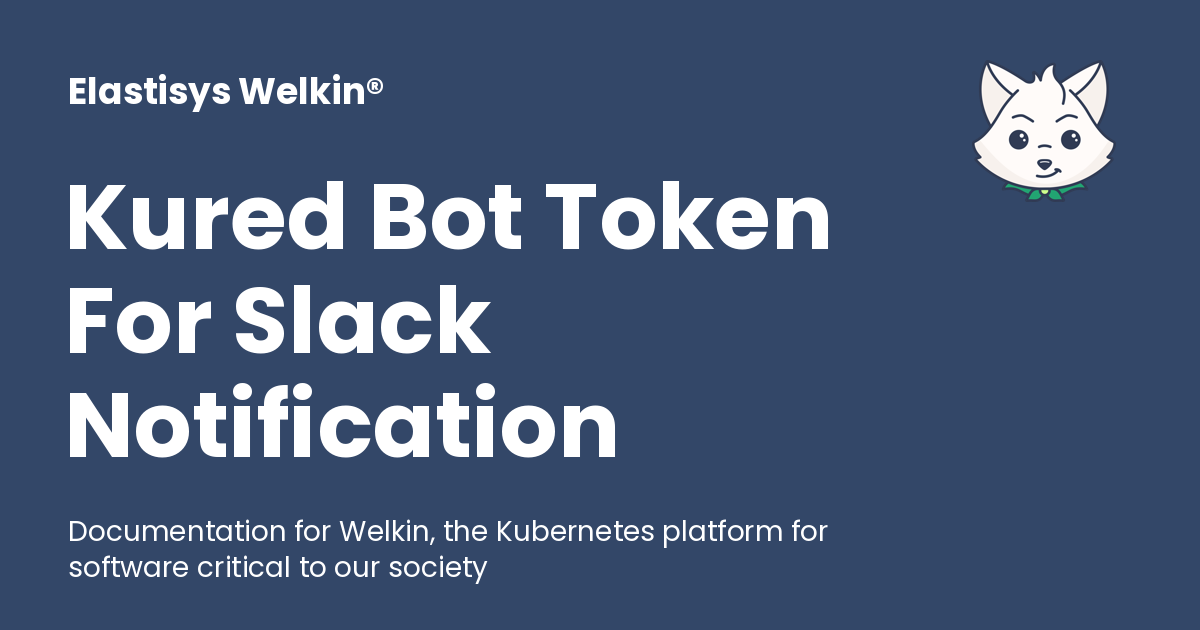 Elastisys Welkin®
Kured Bot Token
For Slack
Notification
Documentation for Welkin, the Kubernetes platform for
software critical to our society